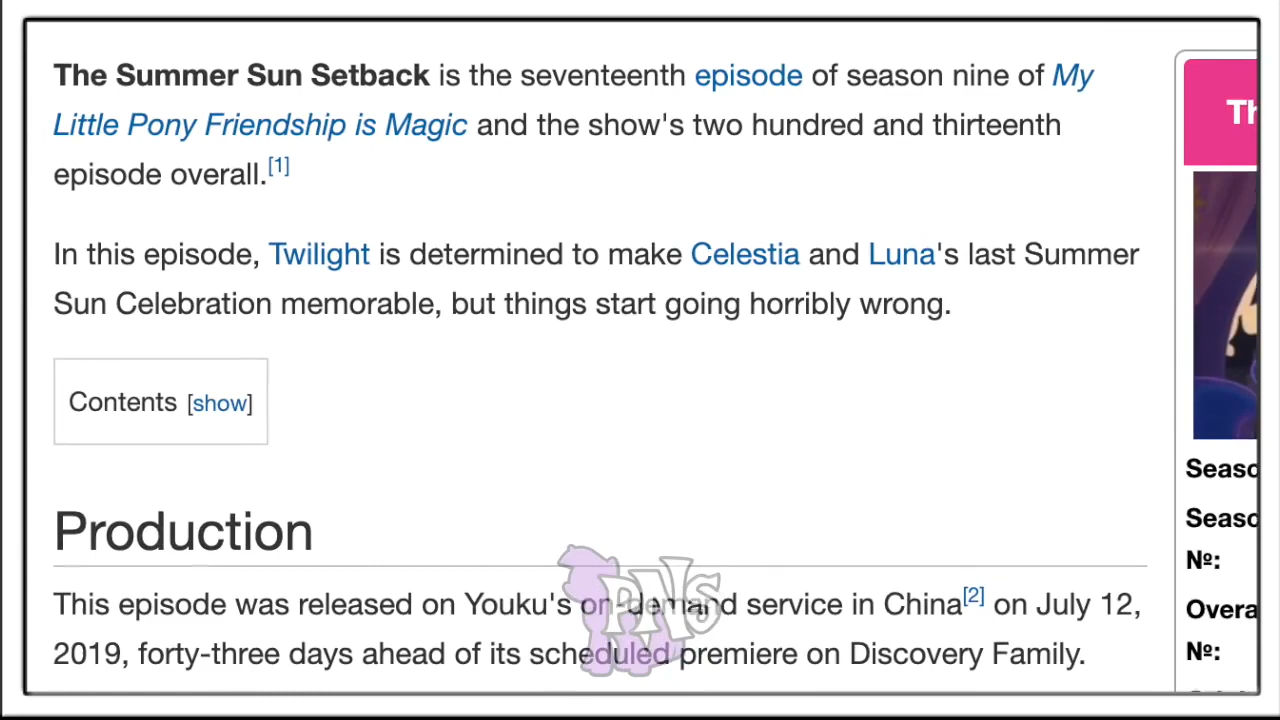 The Summer Sun Setback is the seventeenth episode of season nine of My
Little Pony Friendship is Magic and the show's two hundred and thirteenth
episode overall.[1]
In this episode, Twilight is determined to make Celestia and Luna's last Summer
Sun Celebration memorable, but things start going horribly wrong.
Contents [show]
Production
This episode was released on Youku's on-demand service in China[2] on July 12,
2019, forty-three days ahead of its scheduled premiere on Discovery Family.
PAS
Th
Seaso
Seaso
№:
Overa
№: